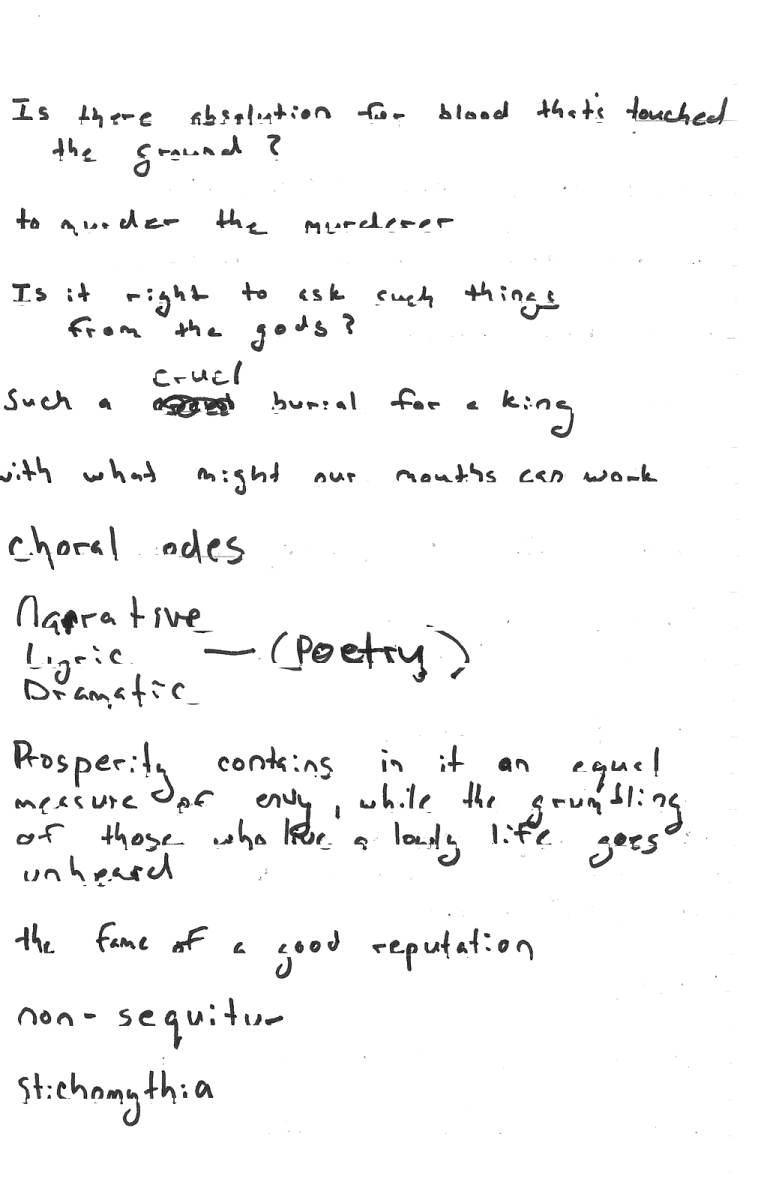 Is there absolution for blood that's touched
the ground?
to murder the murderer
Is it right to ask such things
from the gods?
cruel
Such a burial for a king
with what might our mouths can work
choral odes
Narrative
Lyric — (Poetry)
Dramatic
Prosperity contains in it an equal
measure of envy, while the grumbling
of those who live a lowly life goes
unheard
the fame of a good reputation
non-sequitur
stichomythia